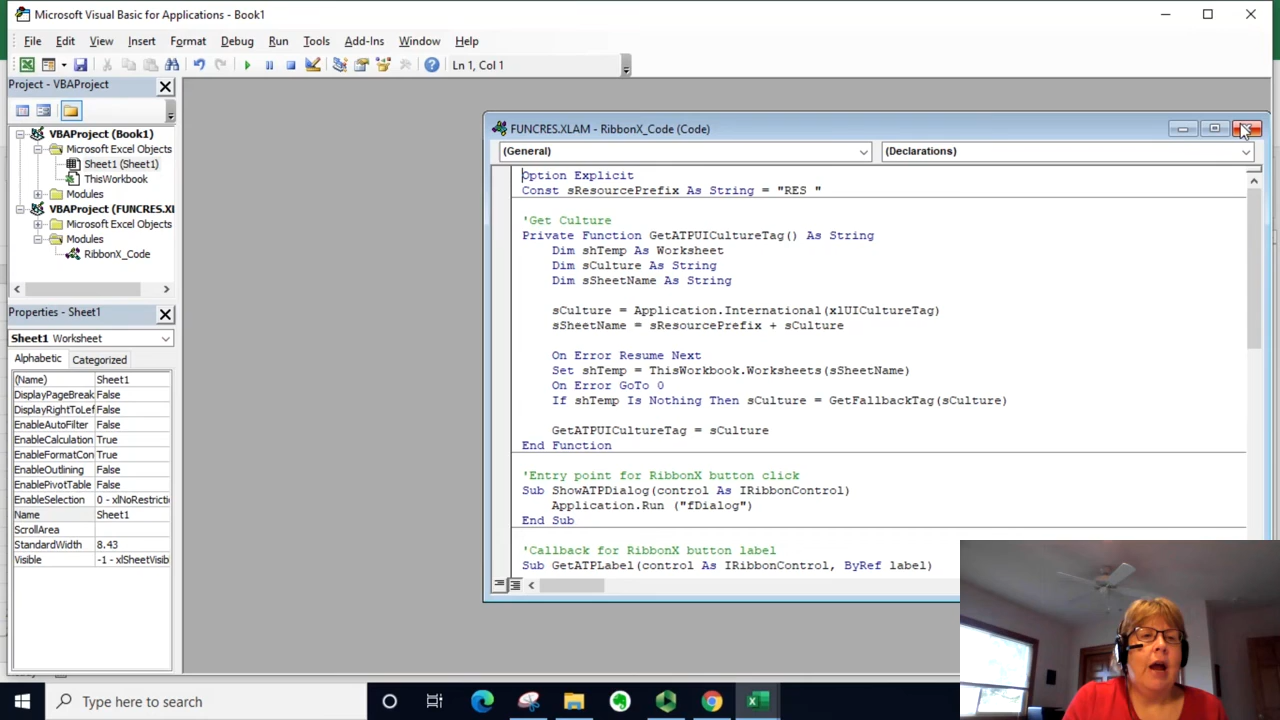 Microsoft Visual Basic for Applications - Book1
File Edit View Insert Format Debug Run Tools Add-Ins Window Help
Ln 1, Col 1
Project - VBAProject
VBAProject (Book1)
Microsoft Excel Objects
Sheet1 (Sheet1)
ThisWorkbook
Modules
VBAProject (FUNCRES.XL
Microsoft Excel Objects
Modules
RibbonX_Code
Properties - Sheet1
Sheet1 Worksheet
Alphabetic Categorized
(Name) Sheet1
DisplayPageBreak False
DisplayRightToLef False
EnableAutoFilter False
EnableCalculation True
EnableFormatCon True
EnableOutlining False
EnablePivotTable False
EnableSelection 0 - xlNoRestricti
Name Sheet1
ScrollArea
StandardWidth 8.43
Visible -1 - xlSheetVisib
FUNCRES.XLAM - RibbonX_Code (Code)
(General) (Declarations)
Option Explicit
Const sResourcePrefix As String = "RES "
'Get Culture
Private Function GetATPUICultureTag() As String
Dim shTemp As Worksheet
Dim sCulture As String
Dim sSheetName As String
sCulture = Application.International(xlUICultureTag)
sSheetName = sResourcePrefix + sCulture
On Error Resume Next
Set shTemp = ThisWorkbook.Worksheets(sSheetName)
On Error GoTo 0
If shTemp Is Nothing Then sCulture = GetFallbackTag(sCulture)
GetATPUICultureTag = sCulture
End Function
'Entry point for RibbonX button click
Sub ShowATPDialog(control As IRibbonControl)
Application.Run ("fDialog")
End Sub
'Callback for RibbonX button label
Sub GetATPLabel(control As IRibbonControl, ByRef label)
Type here to search